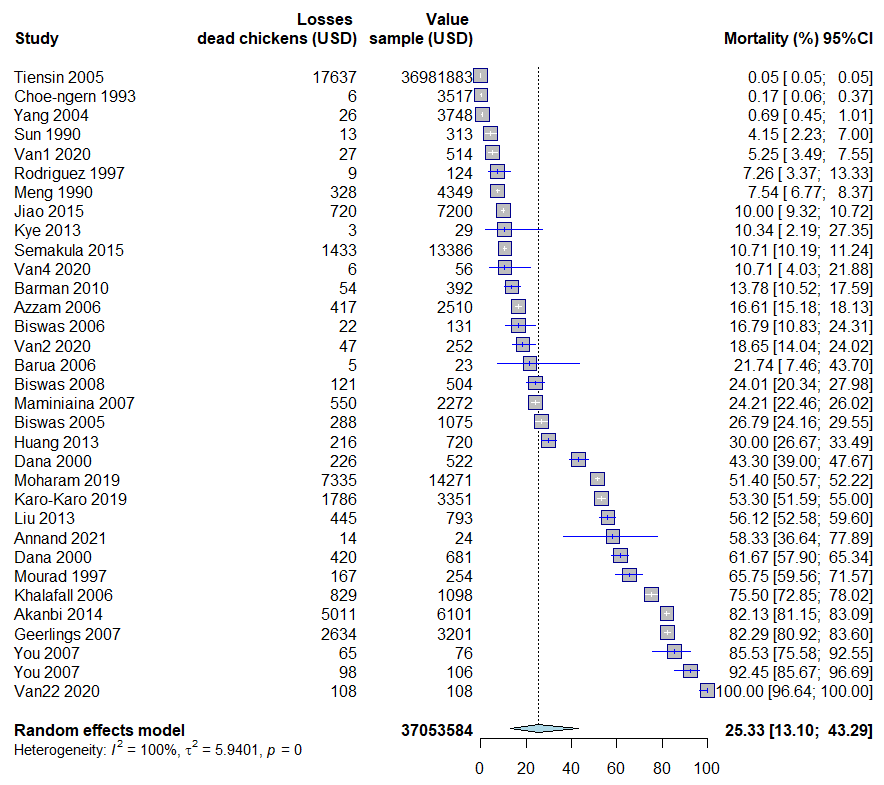 Losses Value
Study dead chickens (USD) sample (USD) Mortality (%) 95%CI
Tiensin 2005 17637 36981883 0.05 [ 0.05; 0.05]
Choe-ngern 1993 6 3517 0.17 [ 0.06; 0.37]
Yang 2004 26 3748 0.69 [ 0.45; 1.01]
Sun 1990 13 313 4.15 [ 2.23; 7.00]
Van1 2020 27 514 5.25 [ 3.49; 7.55]
Rodriguez 1997 9 124 7.26 [ 3.37; 13.33]
Meng 1990 328 4349 7.54 [ 6.77; 8.37]
Jiao 2015 720 7200 10.00 [ 9.32; 10.72]
Kye 2013 3 29 10.34 [ 2.19; 27.35]
Semakula 2015 1433 13386 10.71 [10.19; 11.24]
Van4 2020 6 56 10.71 [ 4.03; 21.88]
Barman 2010 54 392 13.78 [10.52; 17.59]
Azzam 2006 417 2510 16.61 [15.18; 18.13]
Biswas 2006 22 131 16.79 [10.83; 24.31]
Van2 2020 47 252 18.65 [14.04; 24.02]
Barua 2006 5 23 21.74 [ 7.46; 43.70]
Biswas 2008 121 504 24.01 [20.34; 27.98]
Maminiaina 2007 550 2272 24.21 [22.46; 26.02]
Biswas 2005 288 1075 26.79 [24.16; 29.55]
Huang 2013 216 720 30.00 [26.67; 33.49]
Dana 2000 226 522 43.30 [39.00; 47.67]
Moharam 2019 7335 14271 51.40 [50.57; 52.22]
Karo-Karo 2019 1786 3351 53.30 [51.59; 55.00]
Liu 2013 445 793 56.12 [52.58; 59.60]
Annand 2021 14 24 58.33 [36.64; 77.89]
Dana 2000 420 681 61.67 [57.90; 65.34]
Mourad 1997 167 254 65.75 [59.56; 71.57]
Khalafall 2006 829 1098 75.50 [72.85; 78.02]
Akanbi 2014 5011 6101 82.13 [81.15; 83.09]
Geerlings 2007 2634 3201 82.29 [80.92; 83.60]
You 2007 65 76 85.53 [75.58; 92.55]
You 2007 98 106 92.45 [85.67; 96.69]
Van22 2020 108 108 100.00 [96.64; 100.00]
Random effects model 37053584 25.33 [13.10; 43.29]
Heterogeneity: I² = 100%, τ² = 5.9401, p = 0
0 20 40 60 80 100